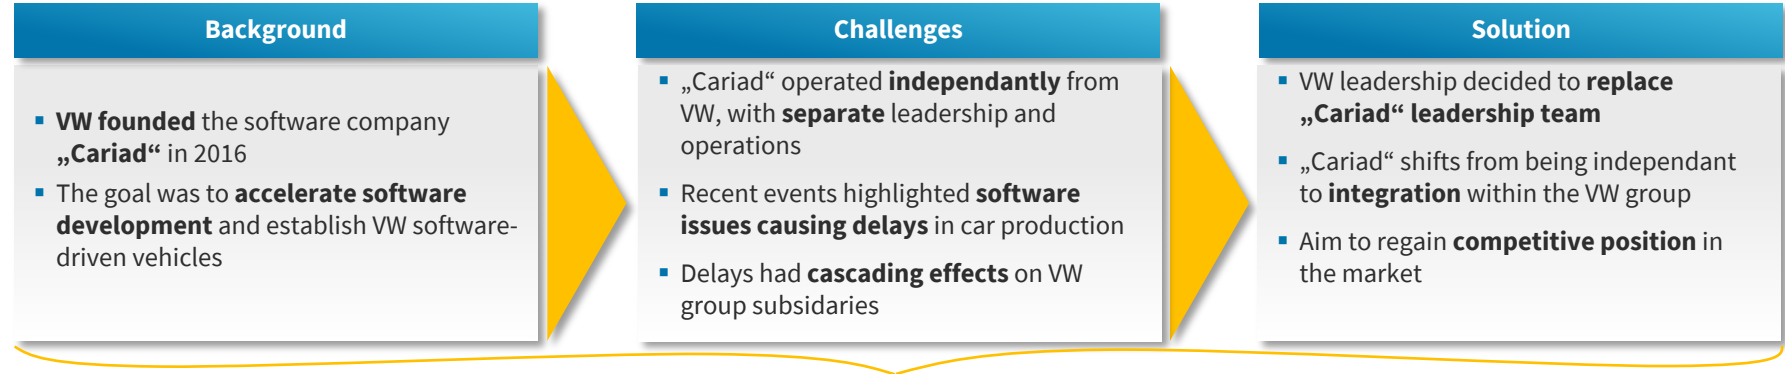 Background
▪ VW founded the software company
„Cariad“ in 2016
▪ The goal was to accelerate software
development and establish VW software-
driven vehicles
Challenges
▪ „Cariad“ operated independantly from
VW, with separate leadership and
operations
▪ Recent events highlighted software
issues causing delays in car production
▪ Delays had cascading effects on VW
group subsidaries
Solution
▪ VW leadership decided to replace
„Cariad“ leadership team
▪ „Cariad“ shifts from being independant
to integration within the VW group
▪ Aim to regain competitive position in
the market